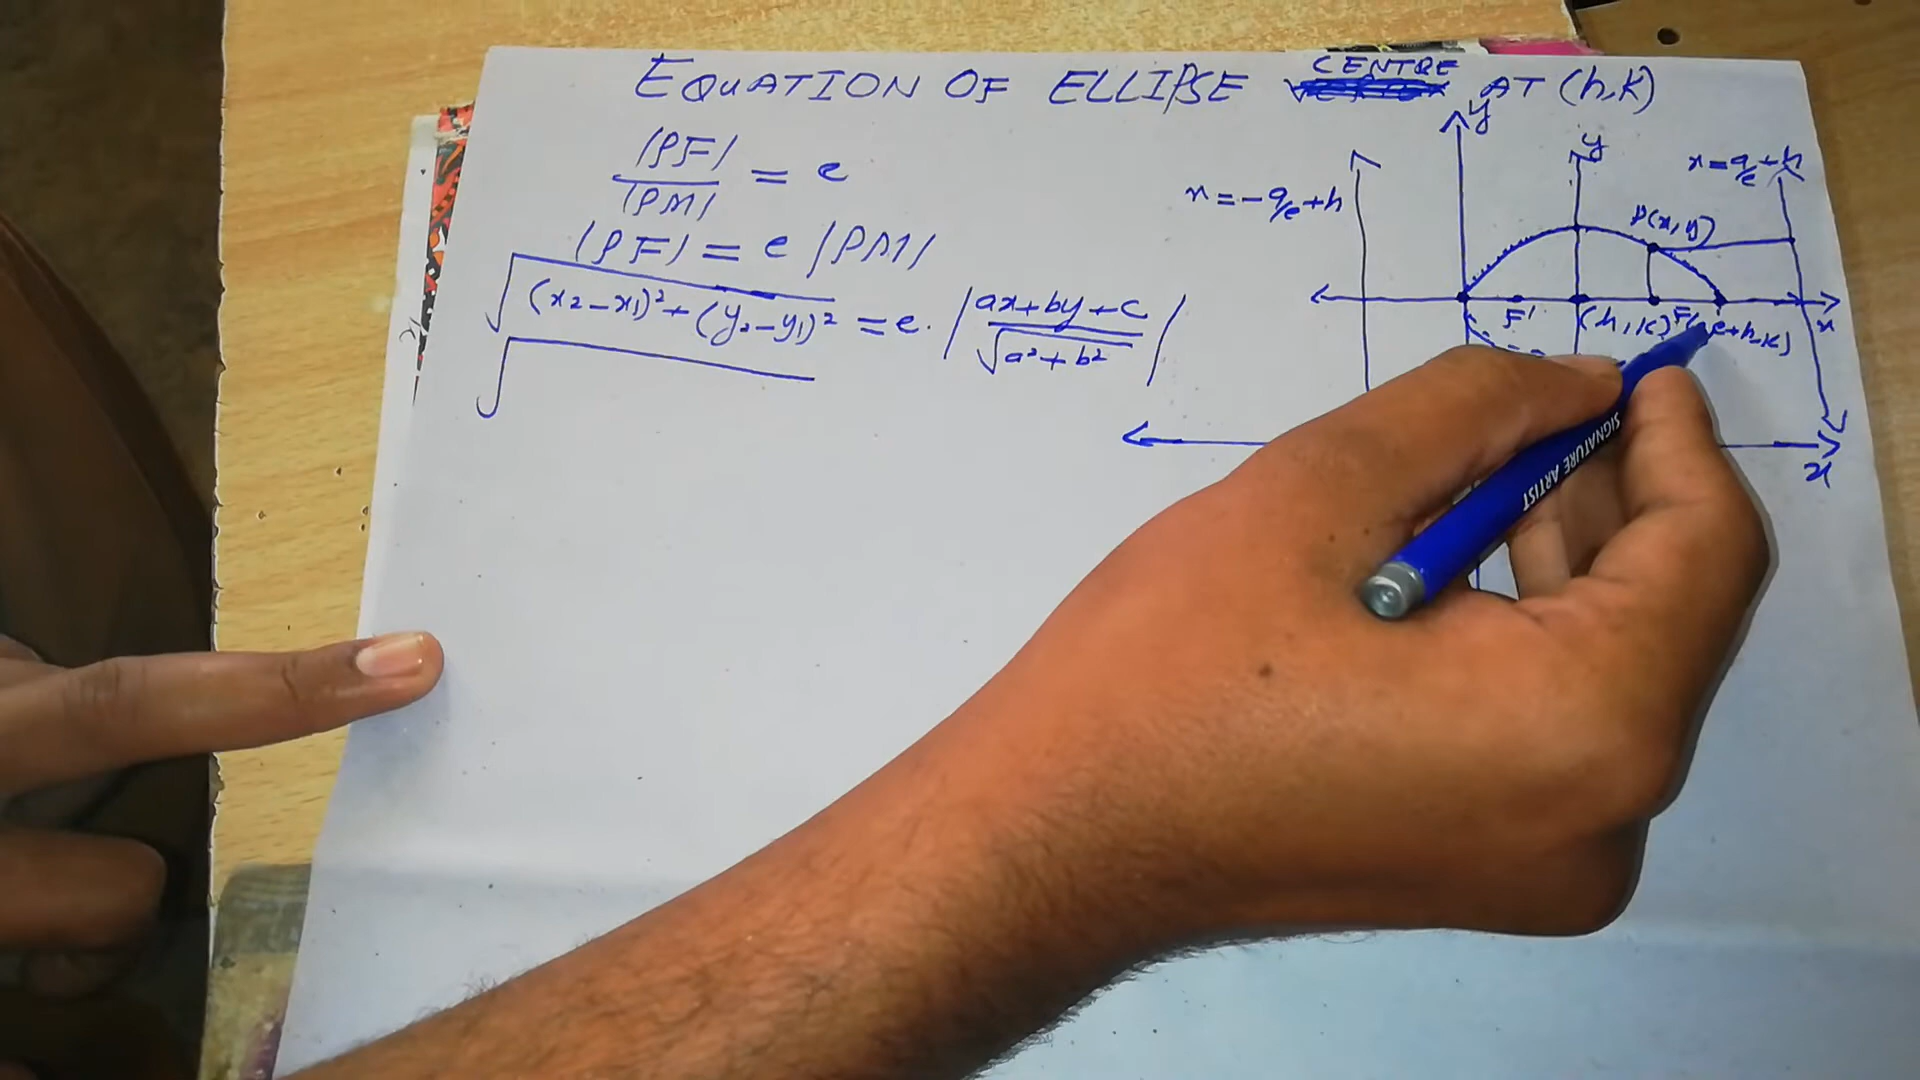 EQUATION OF ELLIPSE CENTRE AT (h,k)
|PF|
|PM|
= e
|PF| = e |PM|
√(x₂-x₁)²+(y₂-y₁)² = e. |ax+by+c
√a²+b²|
√
y
y
x=-a/e+h
x=a/e+h
P(x,y)
F'
(h,k)
F(
e+h,k)
x
x
SIGNATURE ARTIST